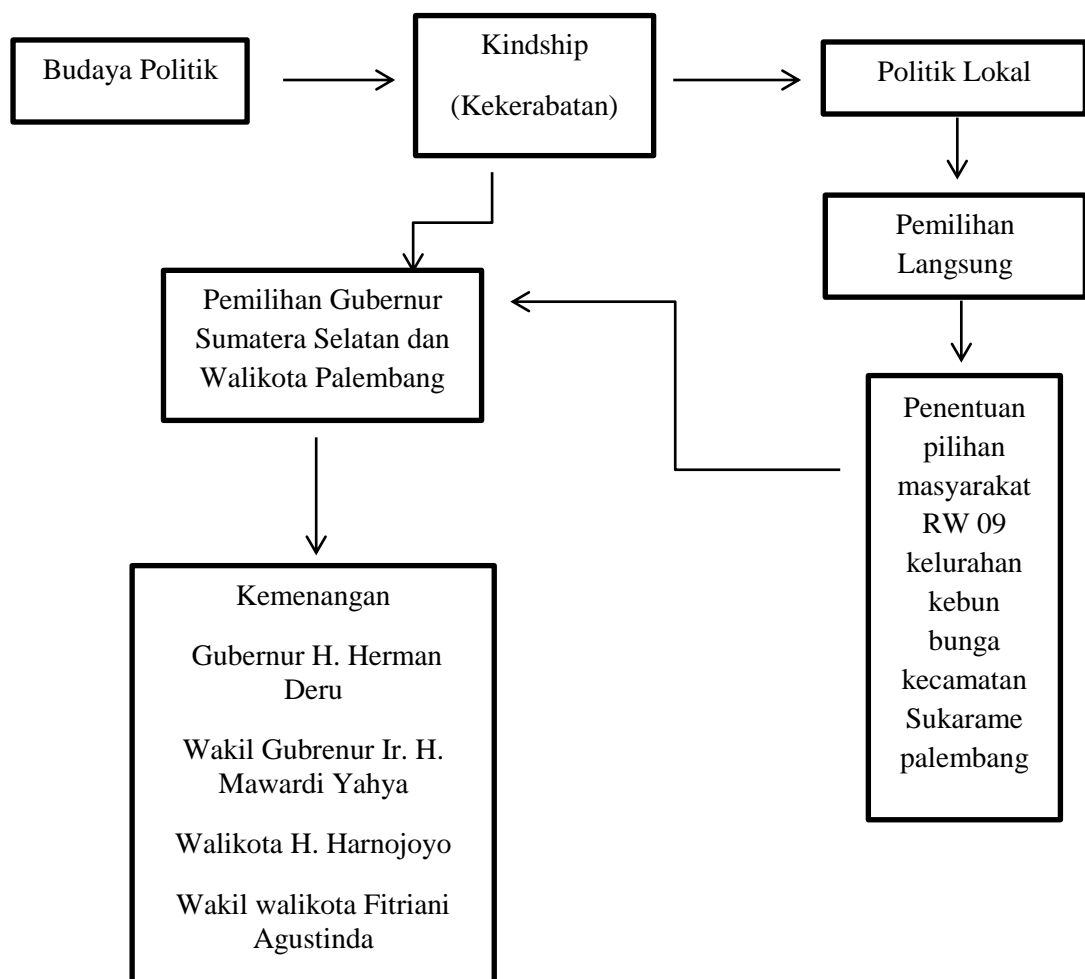 Budaya Politik
Kindship
(Kekerabatan)
Politik Lokal
Pemilihan
Langsung
Pemilihan Gubernur
Sumatera Selatan dan
Walikota Palembang
Penentuan
pilihan
masyarakat
RW 09
kelurahan
kebun
bunga
kecamatan
Sukarame
palembang
Kemenangan
Gubernur H. Herman
Deru
Wakil Gubrenur Ir. H.
Mawardi Yahya
Walikota H. Harnojoyo
Wakil walikota Fitriani
Agustinda